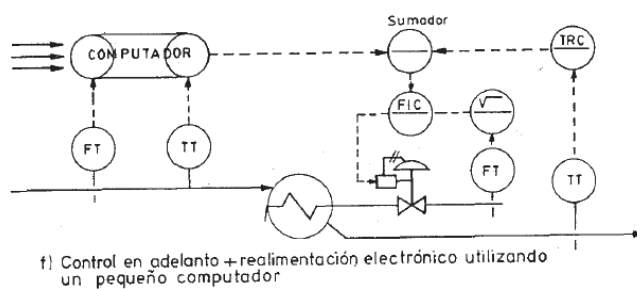 Sumador
COMPUTADOR
TRC
FIC
√
FT
TT
FT
TT
f) Control en adelanto + realimentación electrónico utilizando
un pequeño computador